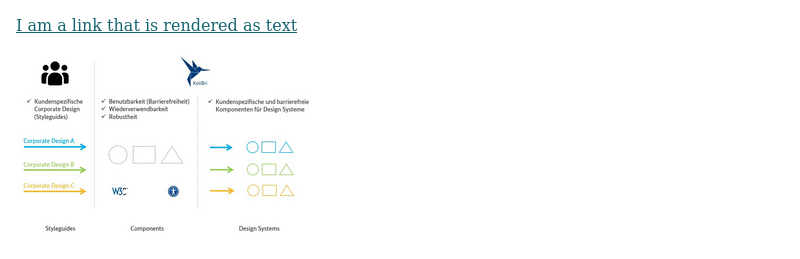 I am a link that is rendered as text
KoliBri
✓ Kundenspezifische
Corporate Design
(Styleguides)
✓ Benutzbarkeit (Barrierefreiheit)
✓ Wiederverwendbarkeit
✓ Robustheit
✓ Kundenspezifische und barrierefreie
Komponenten für Design Systeme
Corporate Design A
Corporate Design B
Corporate Design C
W3C
Styleguides
Components
Design Systems